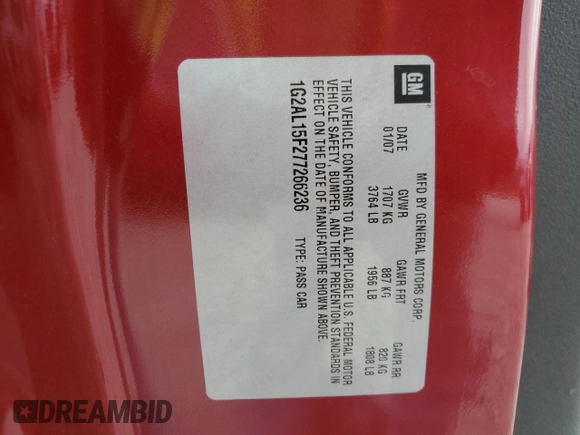 GM
MFD BY GENERAL MOTORS CORP.
DATE GVWR GAWR FRT GAWR RR
01/07 1707 KG 887 KG 820 KG
3764 LB 1956 LB 1808 LB
THIS VEHICLE CONFORMS TO ALL APPLICABLE U.S. FEDERAL MOTOR
VEHICLE SAFETY, BUMPER, AND THEFT PREVENTION STANDARDS IN
EFFECT ON THE DATE OF MANUFACTURE SHOWN ABOVE.
1G2AL15F277266236 TYPE: PASS CAR
DREAMBID